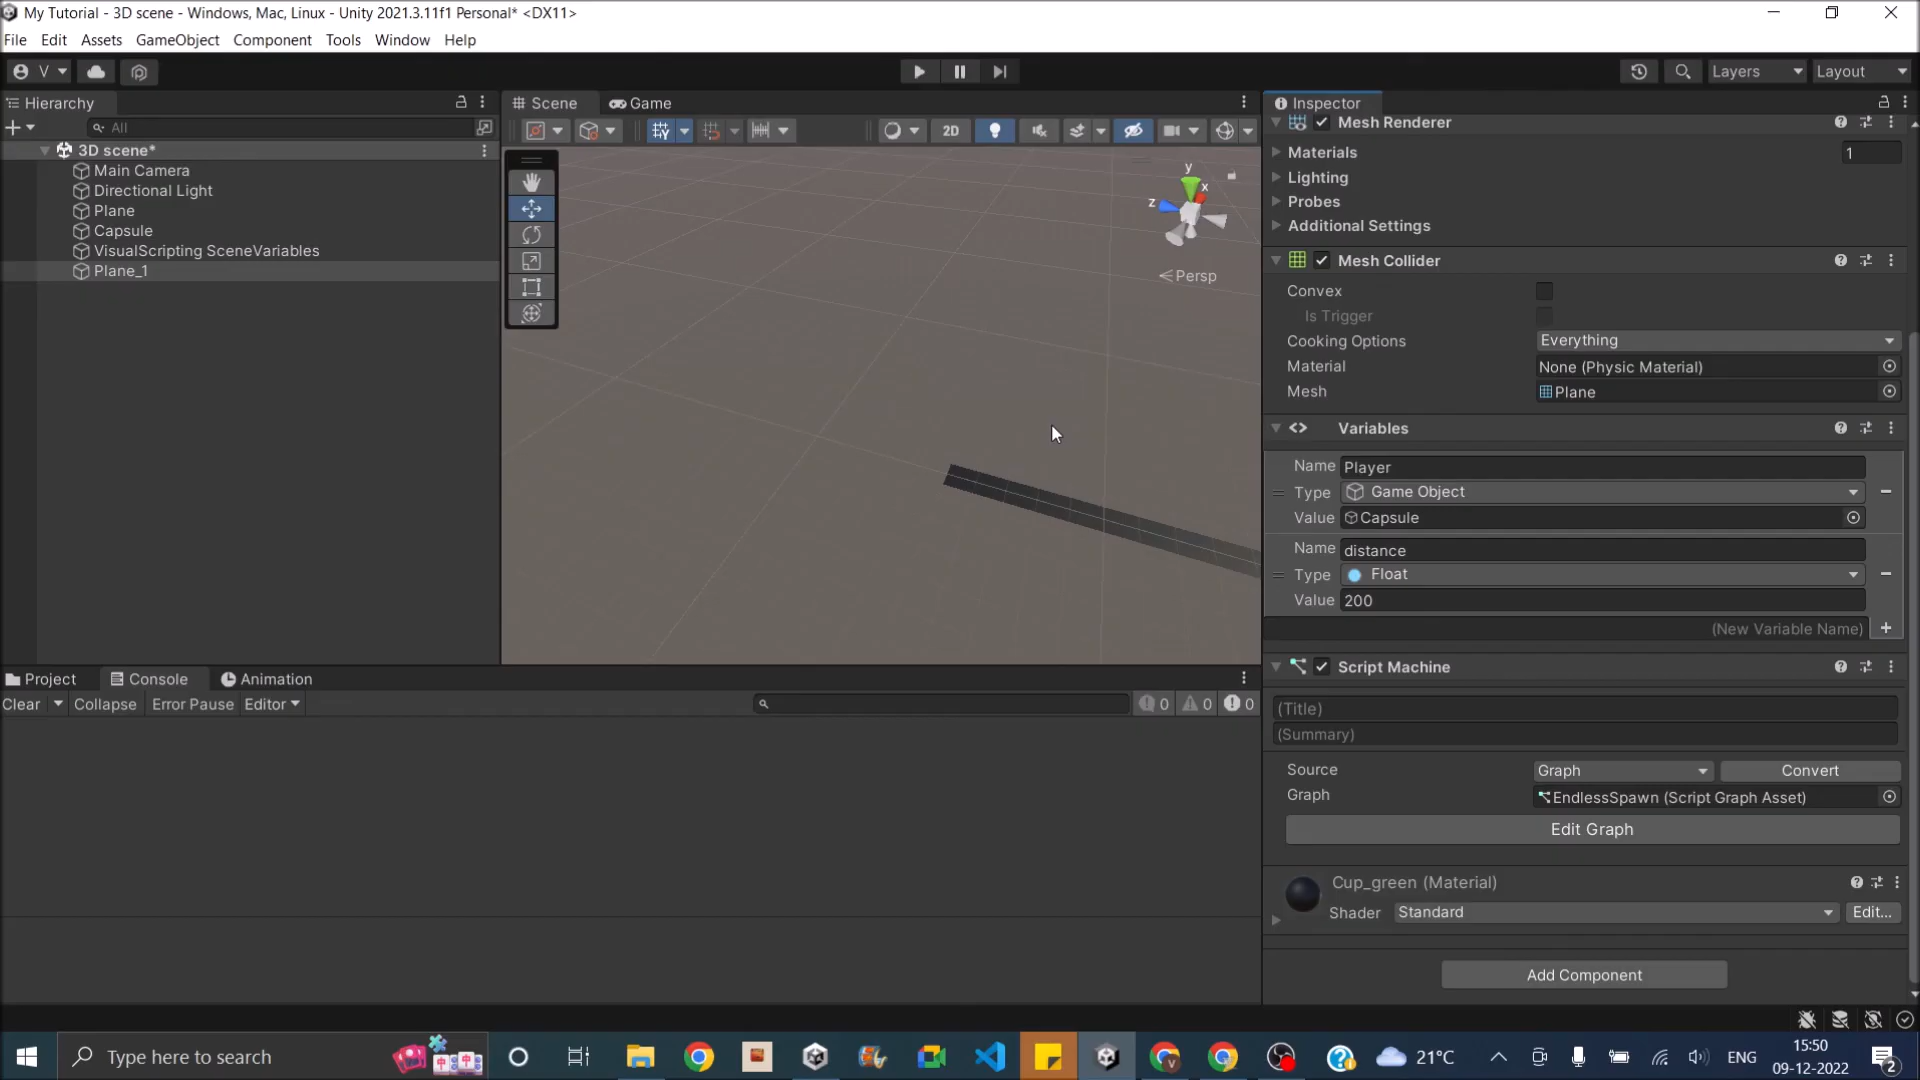 My Tutorial - 3D scene - Windows, Mac, Linux - Unity 2021.3.11f1 Personal* <DX11>
File Edit Assets GameObject Component Tools Window Help
V
Layers
Layout
Hierarchy
All
3D scene*
Main Camera
Directional Light
Plane
Capsule
VisualScripting SceneVariables
Plane_1
Scene
Game
2D
y
x
z
Persp
Inspector
Mesh Renderer
Materials 1
Lighting
Probes
Additional Settings
Mesh Collider
Convex
Is Trigger
Cooking Options Everything
Material None (Physic Material)
Mesh Plane
Variables
Name Player
Type Game Object
Value Capsule
Name distance
Type Float
Value 200
(New Variable Name)
Script Machine
(Title)
(Summary)
Source Graph Convert
Graph EndlessSpawn (Script Graph Asset)
Edit Graph
Cup_green (Material)
Shader Standard Edit...
Add Component
Project Console Animation
Clear Collapse Error Pause Editor
0 0 0
Type here to search
21°C
ENG
15:50
09-12-2022
2